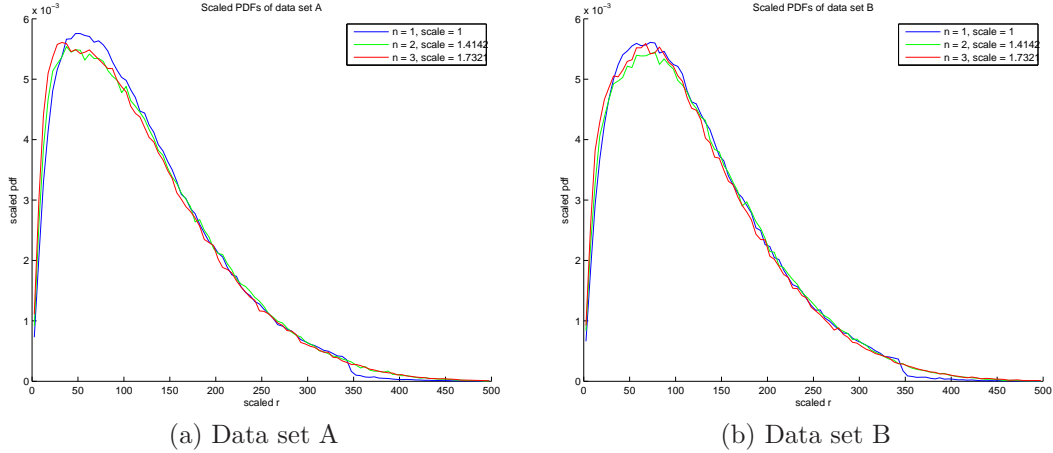 Scaled PDFs of data set A
x 10⁻³
6
5
4
3
2
1
0
scaled pdf
n = 1, scale = 1
n = 2, scale = 1.4142
n = 3, scale = 1.7321
0 50 100 150 200 250 300 350 400 450 500
scaled r
(a) Data set A
Scaled PDFs of data set B
x 10⁻³
6
5
4
3
2
1
0
scaled pdf
n = 1, scale = 1
n = 2, scale = 1.4142
n = 3, scale = 1.7321
0 50 100 150 200 250 300 350 400 450 500
scaled r
(b) Data set B